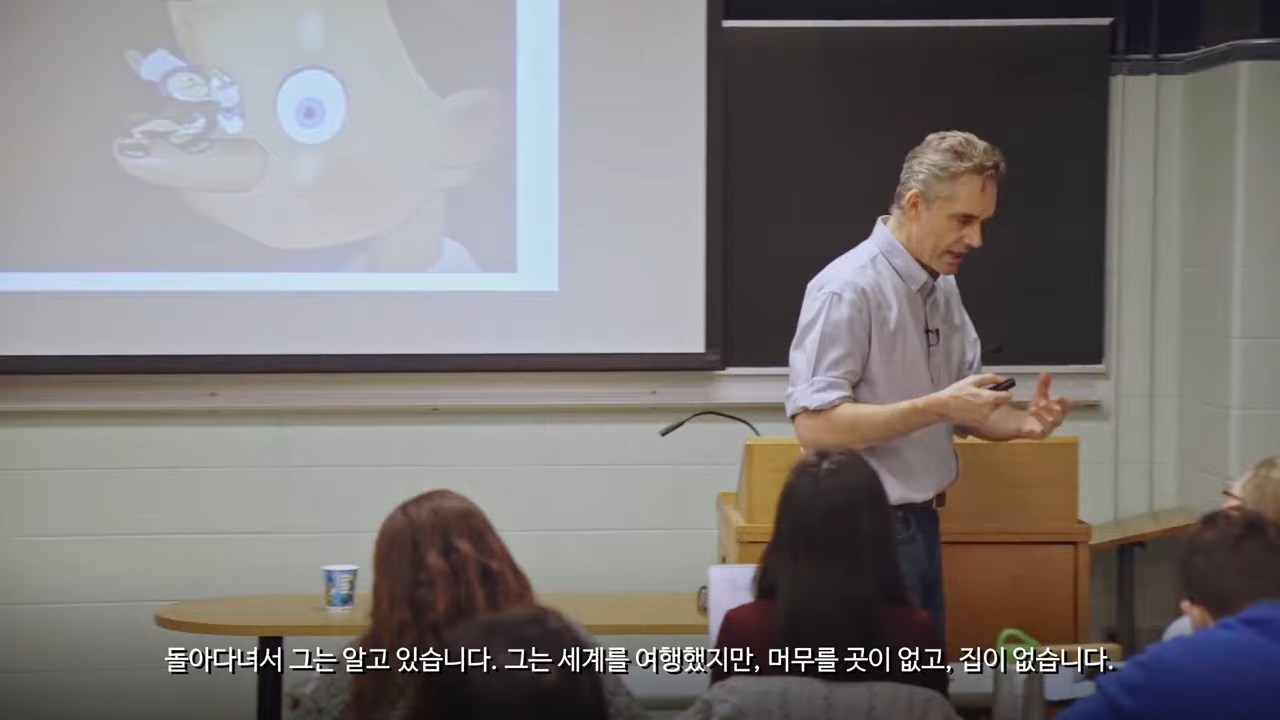 돌아다녀서 그는 알고 있습니다. 그는 세계를 여행했지만, 머무를 곳이 없고, 집이 없습니다.